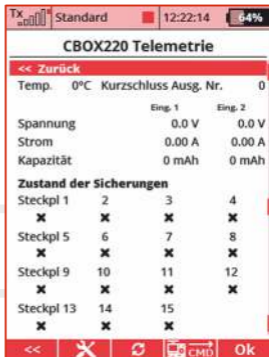 Tx Standard 12:22:14 64%
CBOX220 Telemetrie
<< Zurück
Temp. 0°C Kurzschluss Ausg. Nr. 0
Eing. 1 Eing. 2
Spannung 0.0 V 0.0 V
Strom 0.00 A 0.00 A
Kapazität 0 mAh 0 mAh
Zustand der Sicherungen
Steckpl 1 2 3 4
✖ ✖ ✖ ✖
Steckpl 5 6 7 8
✖ ✖ ✖ ✖
Steckpl 9 10 11 12
✖ ✖ ✖ ✖
Steckpl 13 14 15
✖ ✖ ✖
<< CMD Ok